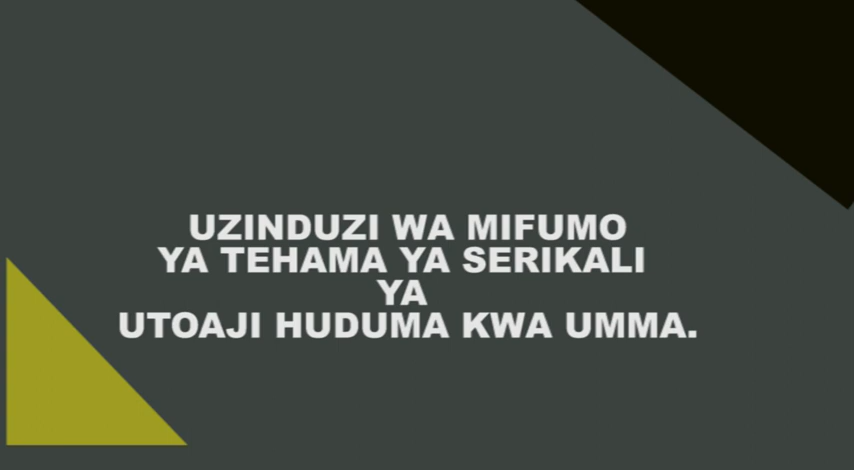 UZINDUZI WA MIFUMO
YA TEHAMA YA SERIKALI
YA
UTOAJI HUDUMA KWA UMMA.